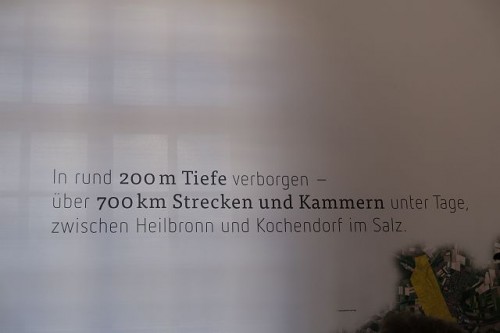 In rund 200 m Tiefe verborgen –
über 700 km Strecken und Kammern unter Tage,
zwischen Heilbronn und Kochendorf im Salz.